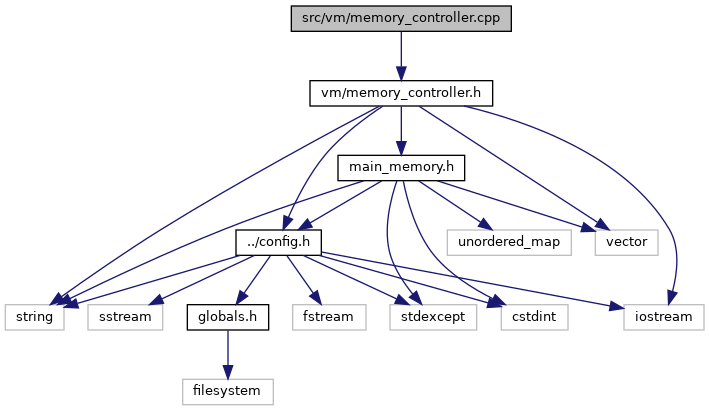 src/vm/memory_controller.cpp
vm/memory_controller.h
main_memory.h
../config.h
unordered_map
vector
string
sstream
globals.h
fstream
stdexcept
cstdint
iostream
filesystem